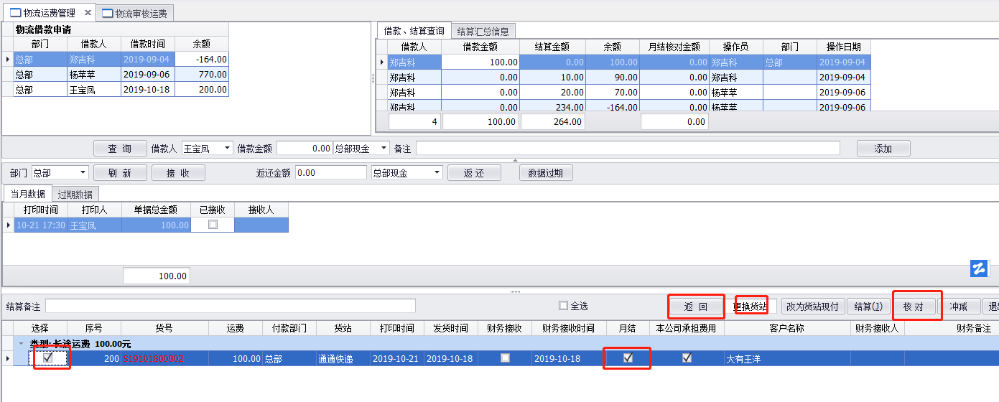 物流运费管理 物流审核运费
物流借款申请
部门 借款人 借款时间 余额
总部 郑吉科 2019-09-04 -164.00
总部 杨苹苹 2019-09-06 770.00
总部 王宝凤 2019-10-18 200.00
借款、结算查询 结算汇总信息
借款人 借款金额 结算金额 余额 月结核对金额 操作员 部门 操作日期
郑吉科 100.00 0.00 100.00 0.00 郑吉科 总部 2019-09-04
郑吉科 0.00 10.00 90.00 0.00 郑吉科 2019-09-04
郑吉科 0.00 20.00 70.00 0.00 杨苹苹 2019-09-06
郑吉科 0.00 234.00 -164.00 0.00 杨苹苹 2019-09-06
4 100.00 264.00 0.00
查 询 借款人 王宝凤 借款金额 0.00 总部现金 备注 添加
部门 总部 刷 新 接 收 返还金额 0.00 总部现金 返 还 数据过期
当月数据 过期数据
打印时间 打印人 单据总金额 已接收 接收人
10-21 17:30 王宝凤 100.00
100.00
结算备注 全选 返 回 更换货站 改为货站现付 结算(J) 核 对 冲减
选择 序号 货号 运费 付款部门 货站 打印时间 发货时间 财务接收 财务接收时间 月结 本公司承担费用 客户名称 财务接收人 财务备注
类型: 长途运费 100.00元
200 S19101800002 100.00 总部 通通快递 2019-10-21 2019-10-18 2019-10-18 大有王洋